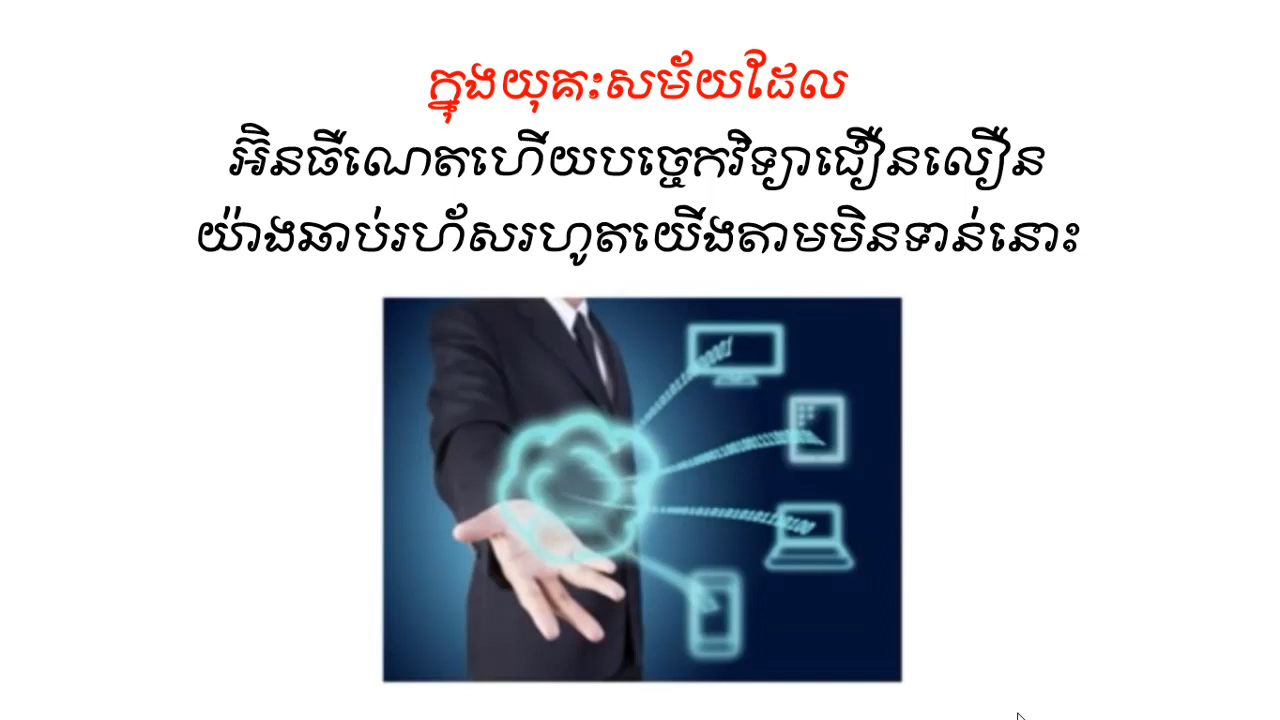 ក្នុងយុគៈសម័យដែល
អ៊ិនធឺណេតហើយបច្ចេកវិទ្យាជឿនលឿន
យ៉ាងឆាប់រហ័សរហូតយើងតាមមិនទាន់នោះ